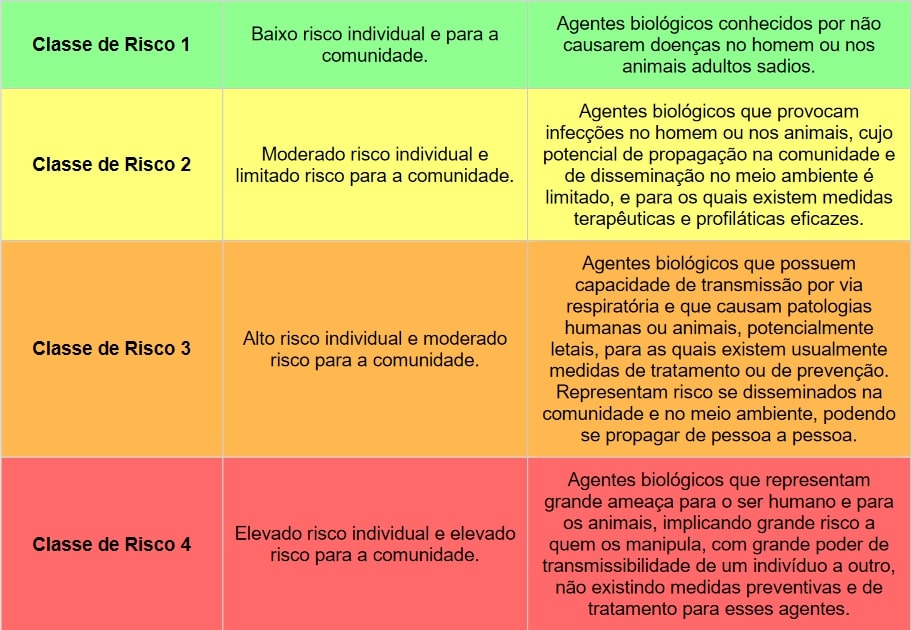 Classe de Risco 1
Baixo risco individual e para a
comunidade.
Agentes biológicos conhecidos por não
causarem doenças no homem ou nos
animais adultos sadios.
Classe de Risco 2
Moderado risco individual e
limitado risco para a comunidade.
Agentes biológicos que provocam
infecções no homem ou nos animais, cujo
potencial de propagação na comunidade e
de disseminação no meio ambiente é
limitado, e para os quais existem medidas
terapêuticas e profiláticas eficazes.
Classe de Risco 3
Alto risco individual e moderado
risco para a comunidade.
Agentes biológicos que possuem
capacidade de transmissão por via
respiratória e que causam patologias
humanas ou animais, potencialmente
letais, para as quais existem usualmente
medidas de tratamento ou de prevenção.
Representam risco se disseminados na
comunidade e no meio ambiente, podendo
se propagar de pessoa a pessoa.
Classe de Risco 4
Elevado risco individual e elevado
risco para a comunidade.
Agentes biológicos que representam
grande ameaça para o ser humano e para
os animais, implicando grande risco a
quem os manipula, com grande poder de
transmissibilidade de um indivíduo a outro,
não existindo medidas preventivas e de
tratamento para esses agentes.